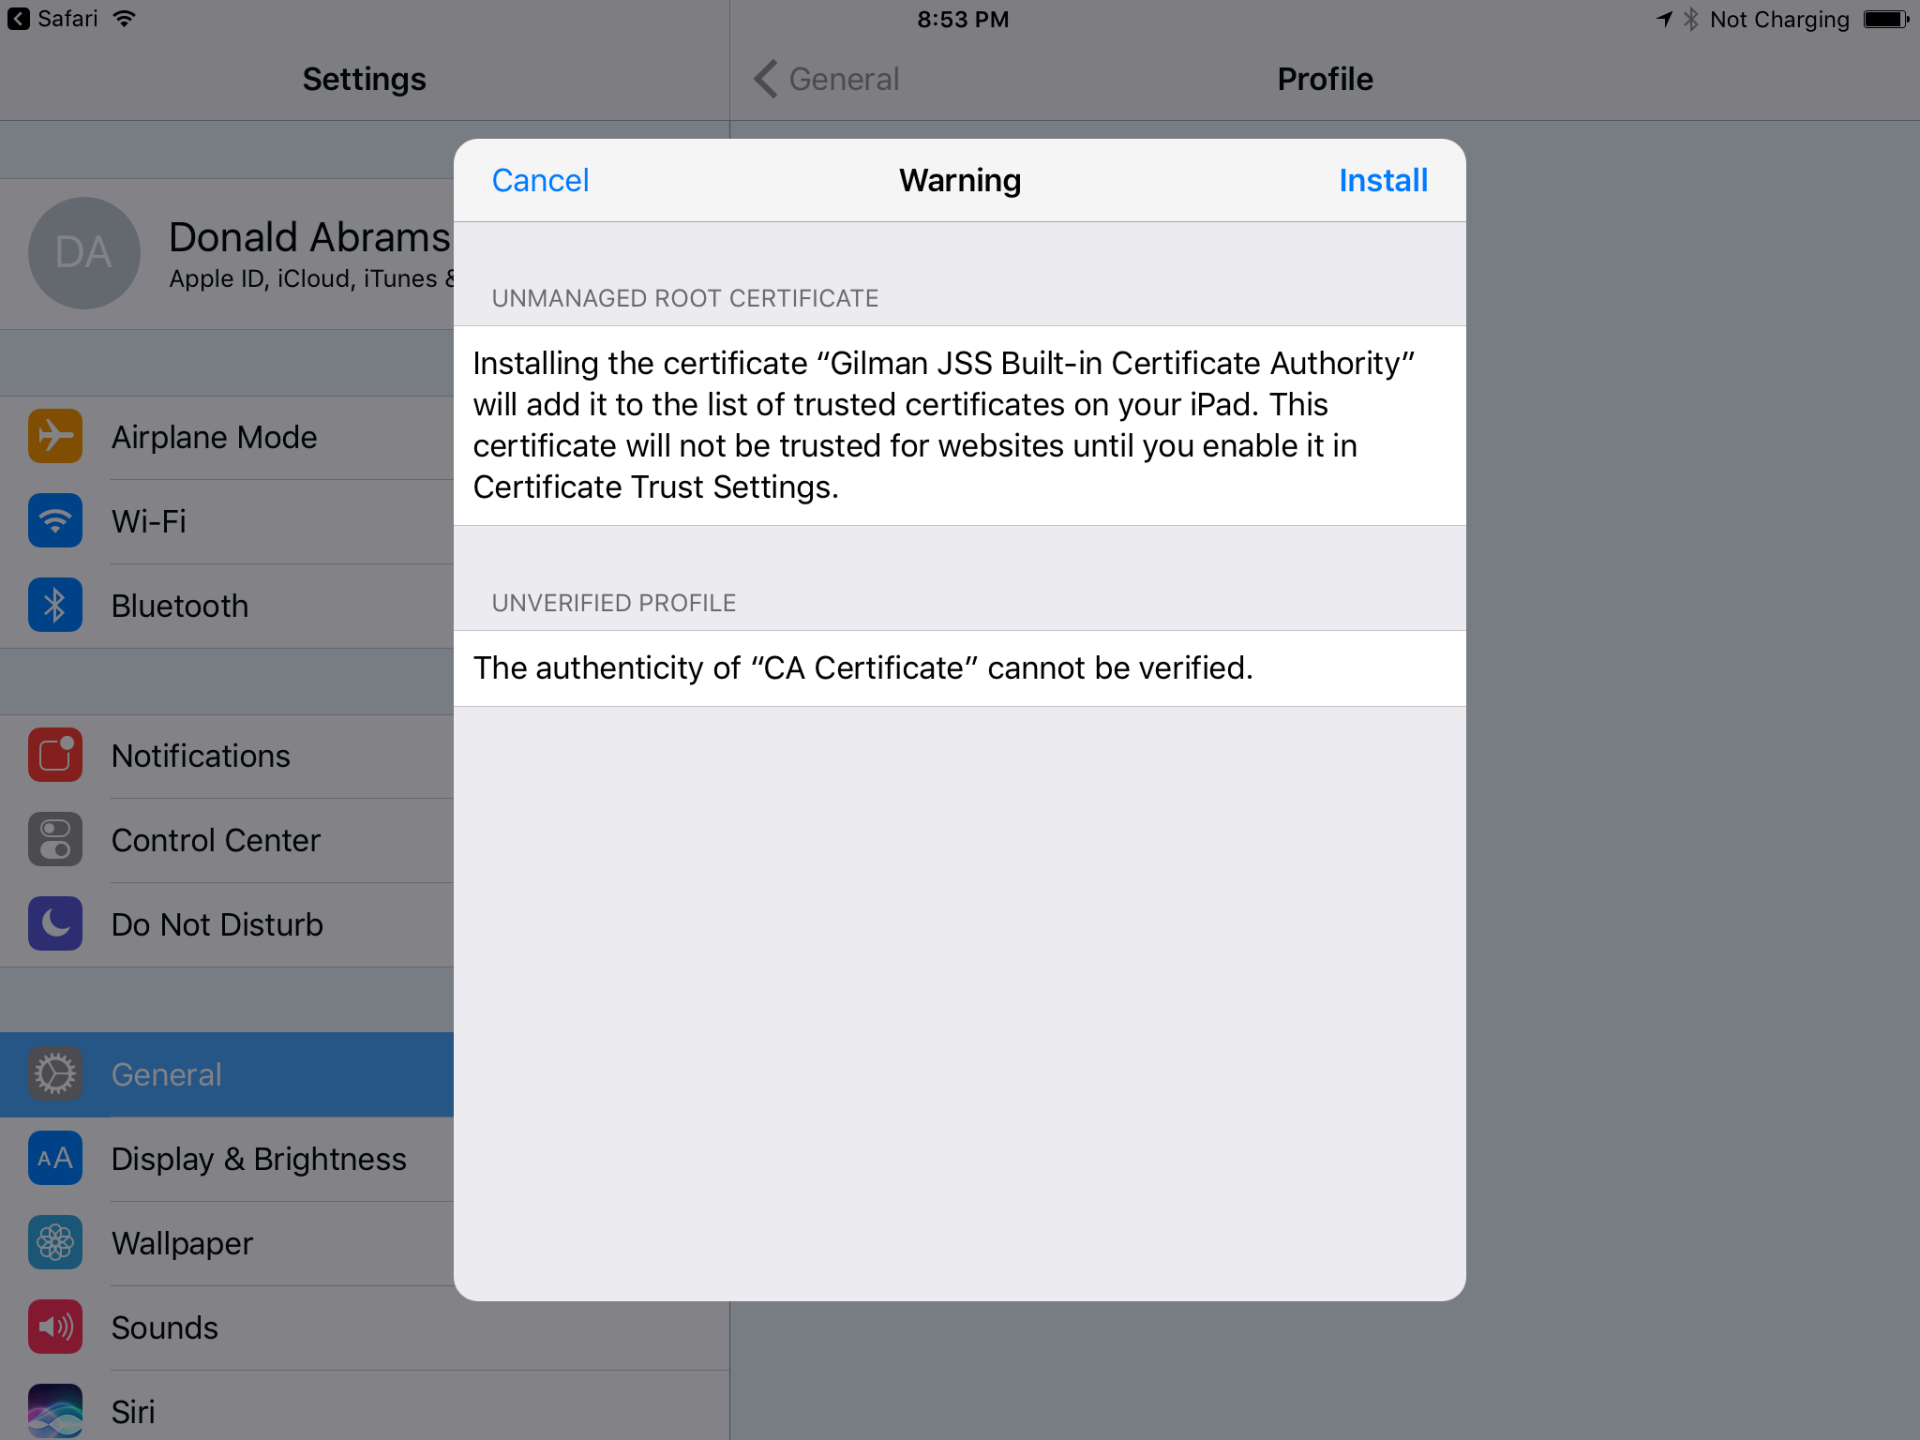 Safari
8:53 PM
Not Charging
Settings
General
Profile
Cancel
Warning
Install
DA
Donald Abrams
Apple ID, iCloud, iTunes &
UNMANAGED ROOT CERTIFICATE
Installing the certificate “Gilman JSS Built-in Certificate Authority”
will add it to the list of trusted certificates on your iPad. This
certificate will not be trusted for websites until you enable it in
Certificate Trust Settings.
UNVERIFIED PROFILE
The authenticity of “CA Certificate” cannot be verified.
Airplane Mode
Wi-Fi
Bluetooth
Notifications
Control Center
Do Not Disturb
General
AA
Display & Brightness
Wallpaper
Sounds
Siri